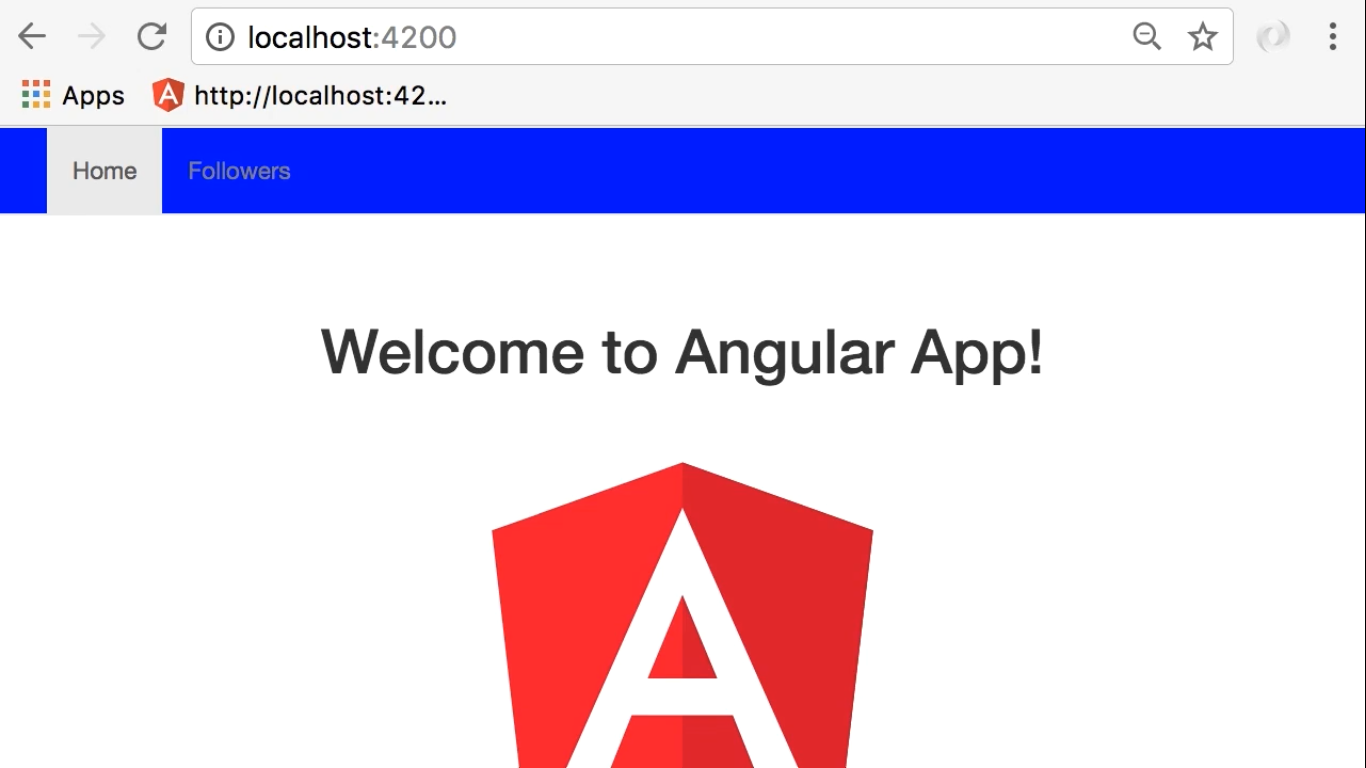 localhost:4200
Apps http://localhost:42...
Home Followers
Welcome to Angular App!